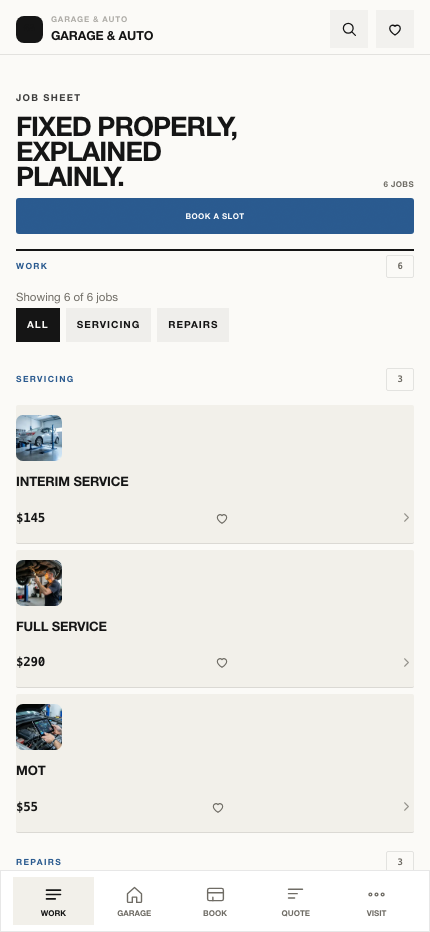 GARAGE & AUTO
GARAGE & AUTO
JOB SHEET
FIXED PROPERLY,
EXPLAINED
PLAINLY.
6 JOBS
BOOK A SLOT
WORK
6
Showing 6 of 6 jobs
ALL
SERVICING
REPAIRS
SERVICING
3
INTERIM SERVICE
$145
FULL SERVICE
$290
MOT
$55
REPAIRS
3
WORK
GARAGE
BOOK
QUOTE
VISIT